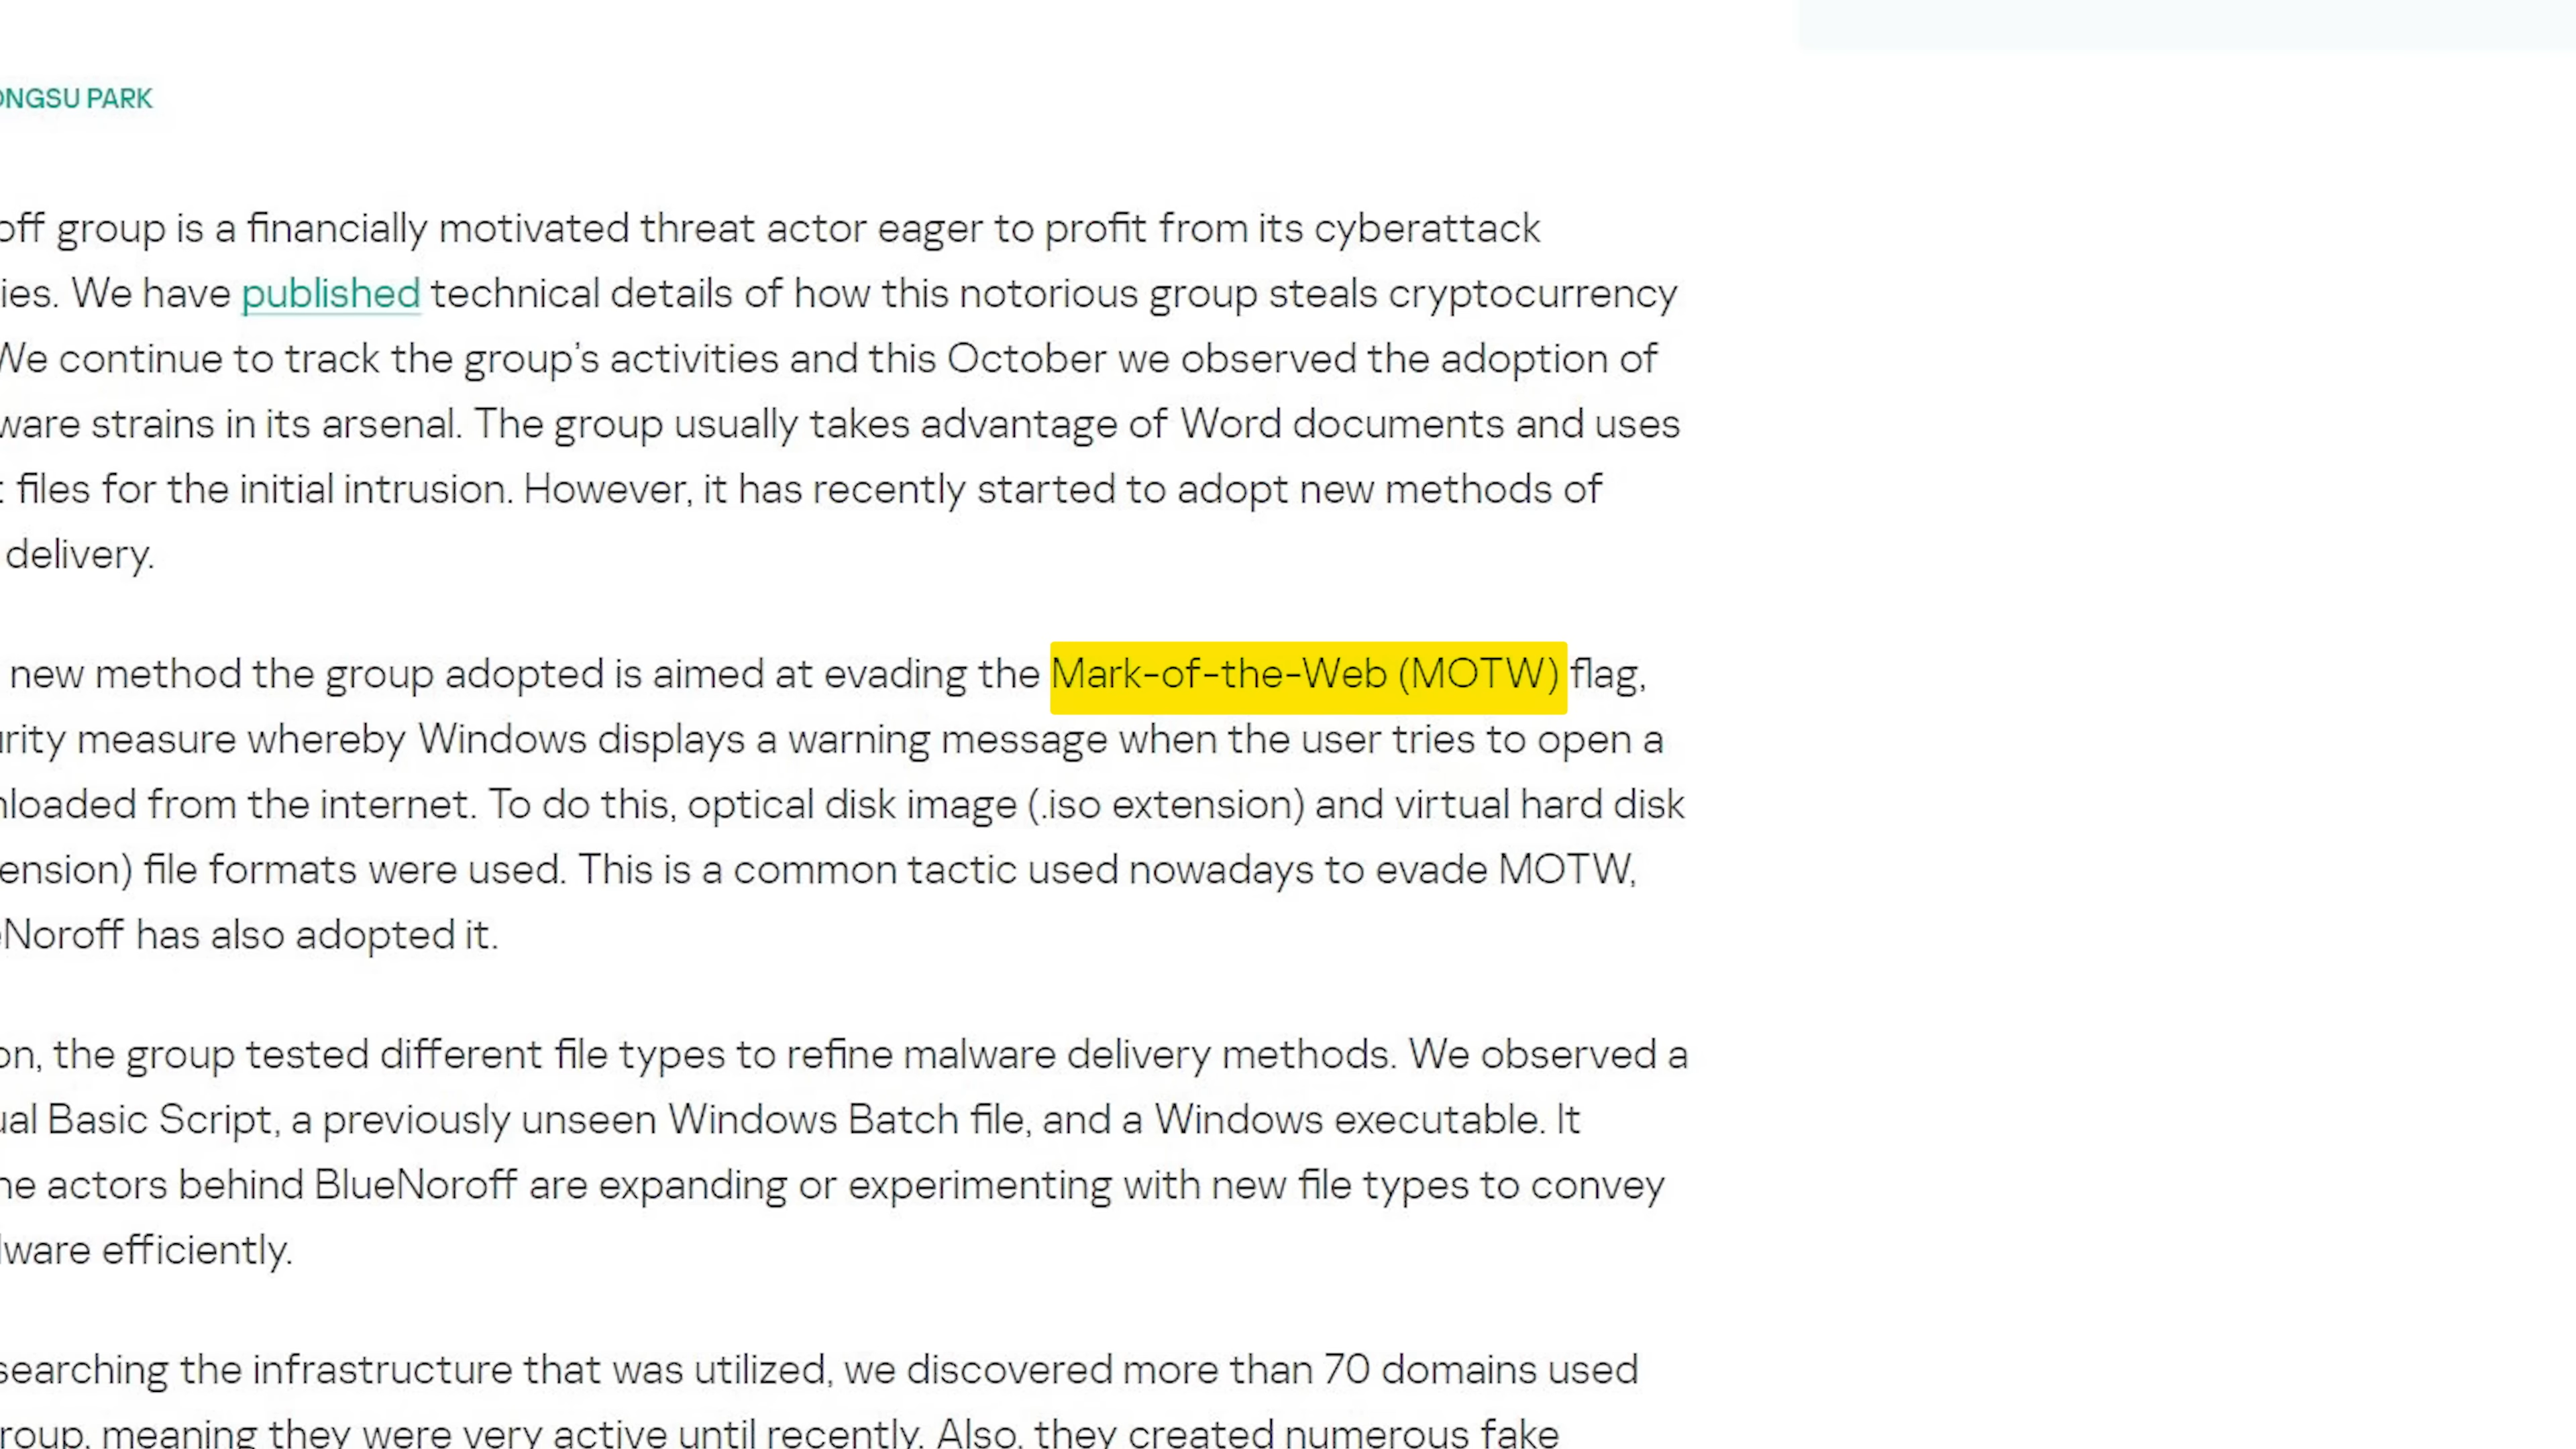 ONGSU PARK
off group is a financially motivated threat actor eager to profit from its cyberattack
ies. We have published technical details of how this notorious group steals cryptocurrency
We continue to track the group's activities and this October we observed the adoption of
ware strains in its arsenal. The group usually takes advantage of Word documents and uses
files for the initial intrusion. However, it has recently started to adopt new methods of
delivery.
new method the group adopted is aimed at evading the Mark-of-the-Web (MOTW) flag,
urity measure whereby Windows displays a warning message when the user tries to open a
nloaded from the internet. To do this, optical disk image (.iso extension) and virtual hard disk
ension) file formats were used. This is a common tactic used nowadays to evade MOTW,
eNoroff has also adopted it.
on, the group tested different file types to refine malware delivery methods. We observed a
ual Basic Script, a previously unseen Windows Batch file, and a Windows executable. It
he actors behind BlueNoroff are expanding or experimenting with new file types to convey
lware efficiently.
searching the infrastructure that was utilized, we discovered more than 70 domains used
roup, meaning they were very active until recently. Also, they created numerous fake